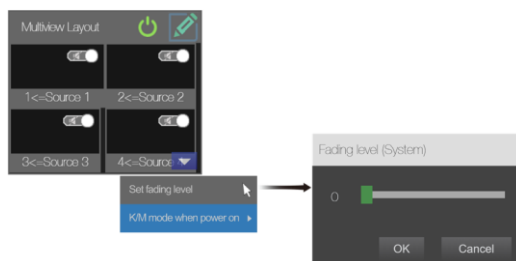 Multiview Layout
1<=Source 1 2<=Source 2
3<=Source 3 4<=Source
Set fading level
K/M mode when power on
Fading level (System)
0
OK Cancel